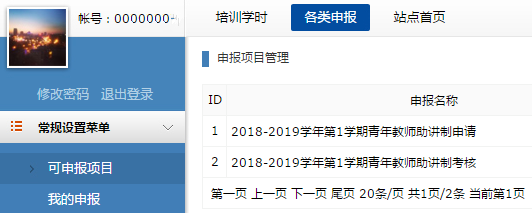 帐号：0000000
培训学时 各类申报 站点首页
修改密码 退出登录
常规设置菜单
可申报项目
我的申报
申报项目管理
ID 申报名称
1 2018-2019学年第1学期青年教师助讲制申请
2 2018-2019学年第1学期青年教师助讲制考核
第一页 上一页 下一页 尾页 20条/页 共1页/2条 当前第1页